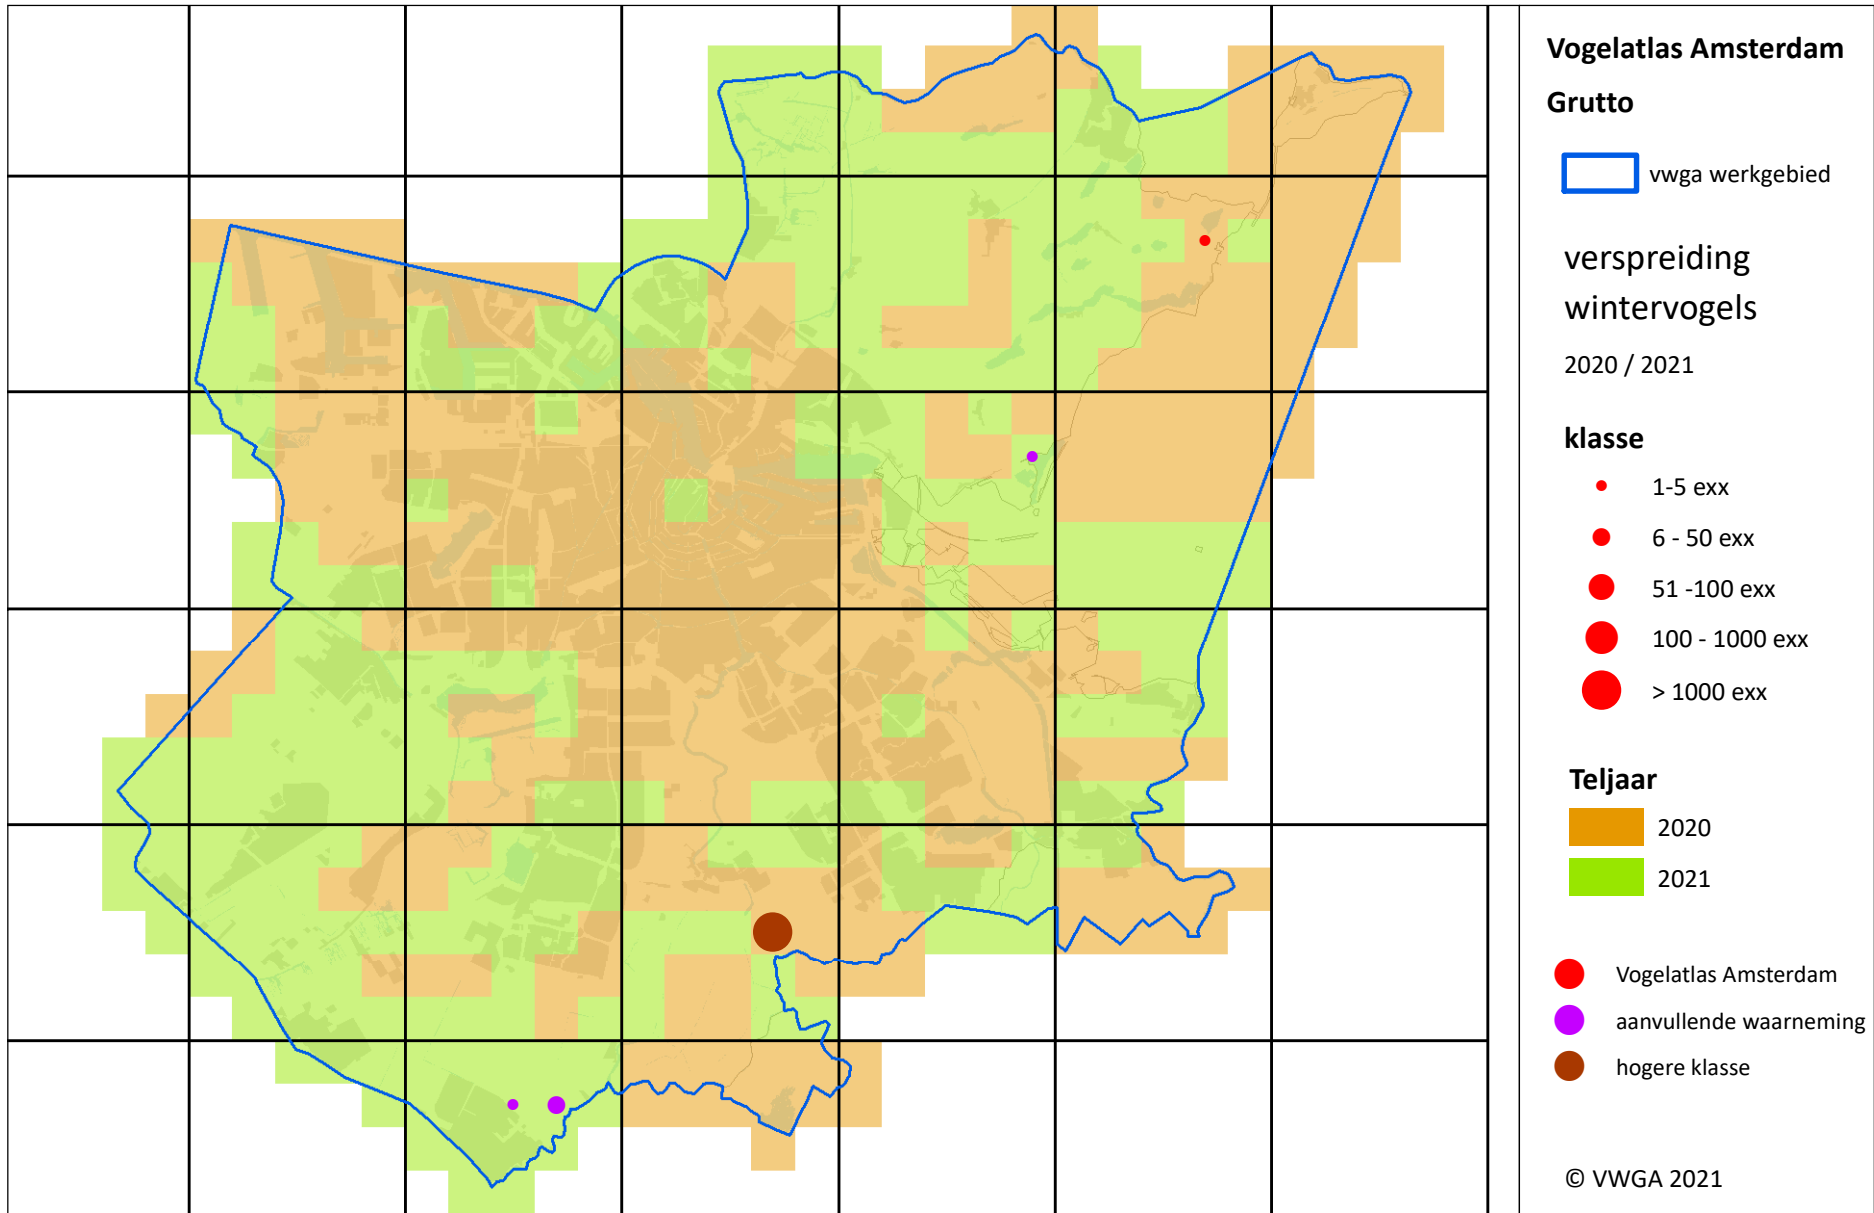 Vogelatlas Amsterdam
Grutto
vwga werkgebied
verspreiding
wintervogels
2020 / 2021
klasse
1-5 exx
6 - 50 exx
51 -100 exx
100 - 1000 exx
> 1000 exx
Teljaar
2020
2021
Vogelatlas Amsterdam
aanvullende waarneming
hogere klasse
© VWGA 2021